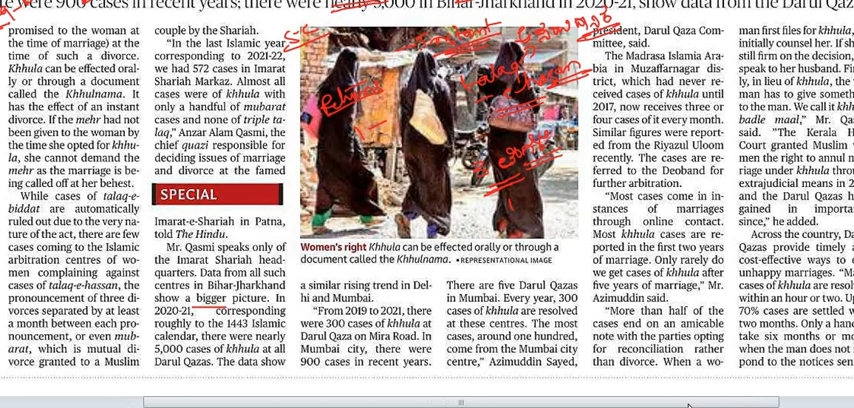 were 900 cases in recent years; there were nearly 5,000 in Bihar-Jharkhand in 2020-21, show data from the Darul Qaz
promised to the woman at
the time of marriage) at the
time of such a divorce.
Khhula can be effected oral-
ly or through a document
called the Khhulnama. It
has the effect of an instant
divorce. If the mehr had not
been given to the woman by
the time she opted for khhu-
la, she cannot demand the
mehr as the marriage is be-
ing called off at her behest.
While cases of talaq-e-
biddat are automatically
ruled out due to the very na-
ture of the act, there are few
cases coming to the Islamic
arbitration centres of wo-
men complaining against
cases of talaq-e-hassan, the
pronouncement of three di-
vorces separated by at least
a month between each pro-
nouncement, or even mub-
arat, which is mutual di-
vorce granted to a Muslim
couple by the Shariah.
“In the last Islamic year
corresponding to 2021-22,
we had 572 cases in Imarat
Shariah Markaz. Almost all
cases were of khhula with
only a handful of mubarat
cases and none of triple ta-
laq,” Anzar Alam Qasmi, the
chief quazi responsible for
deciding issues of marriage
and divorce at the famed
SPECIAL
Imarat-e-Shariah in Patna,
told The Hindu.
Mr. Qasmi speaks only of
the Imarat Shariah head-
quarters. Data from all such
centres in Bihar-Jharkhand
show a bigger picture. In
2020-21, corresponding
roughly to the 1443 Islamic
calendar, there were nearly
5,000 cases of khhula at all
Darul Qazas. The data show
Women's right Khhula can be effected orally or through a
document called the Khhulnama. ▪REPRESENTATIONAL IMAGE
a similar rising trend in Del-
hi and Mumbai.
“From 2019 to 2021, there
were 300 cases of khhula at
Darul Qaza on Mira Road. In
Mumbai city, there were
900 cases in recent years.
There are five Darul Qazas
in Mumbai. Every year, 300
cases of khhula are resolved
at these centres. The most
cases, around one hundred,
come from the Mumbai city
centre,” Azimuddin Sayed,
president, Darul Qaza Com-
mittee, said.
The Madrasa Islamia Ara-
bia in Muzaffarnagar dis-
trict, which had never re-
ceived cases of khhula until
2017, now receives three or
four cases of it every month.
Similar figures were report-
ed from the Riyazul Uloom
recently. The cases are re-
ferred to the Deoband for
further arbitration.
“Most cases come in in-
stances of marriages
through online contact.
Most khhula cases are re-
ported in the first two years
of marriage. Only rarely do
we get cases of khhula after
five years of marriage,” Mr.
Azimuddin said.
“More than half of the
cases end on an amicable
note with the parties opting
for reconciliation rather
than divorce. When a wo-
man first files for khhula,
initially counsel her. If sh
still firm on the decision,
speak to her husband. Fin
ly, in lieu of khhula, the
man has to give someth
to the man. We call it khh
badle maal,” Mr. Qas
said. “The Kerala H
Court granted Muslim
men the right to annul m
riage under khhula throu
extrajudicial means in 2
and the Darul Qazas h
gained in importan
since,” he added.
Across the country, Da
Qazas provide timely a
cost-effective ways to e
unhappy marriages. “Ma
cases of khhula are resolv
within an hour or two. Up
70% cases are settled w
two months. Only a hand
take six months or mo
when the man does not
pond to the notices sen